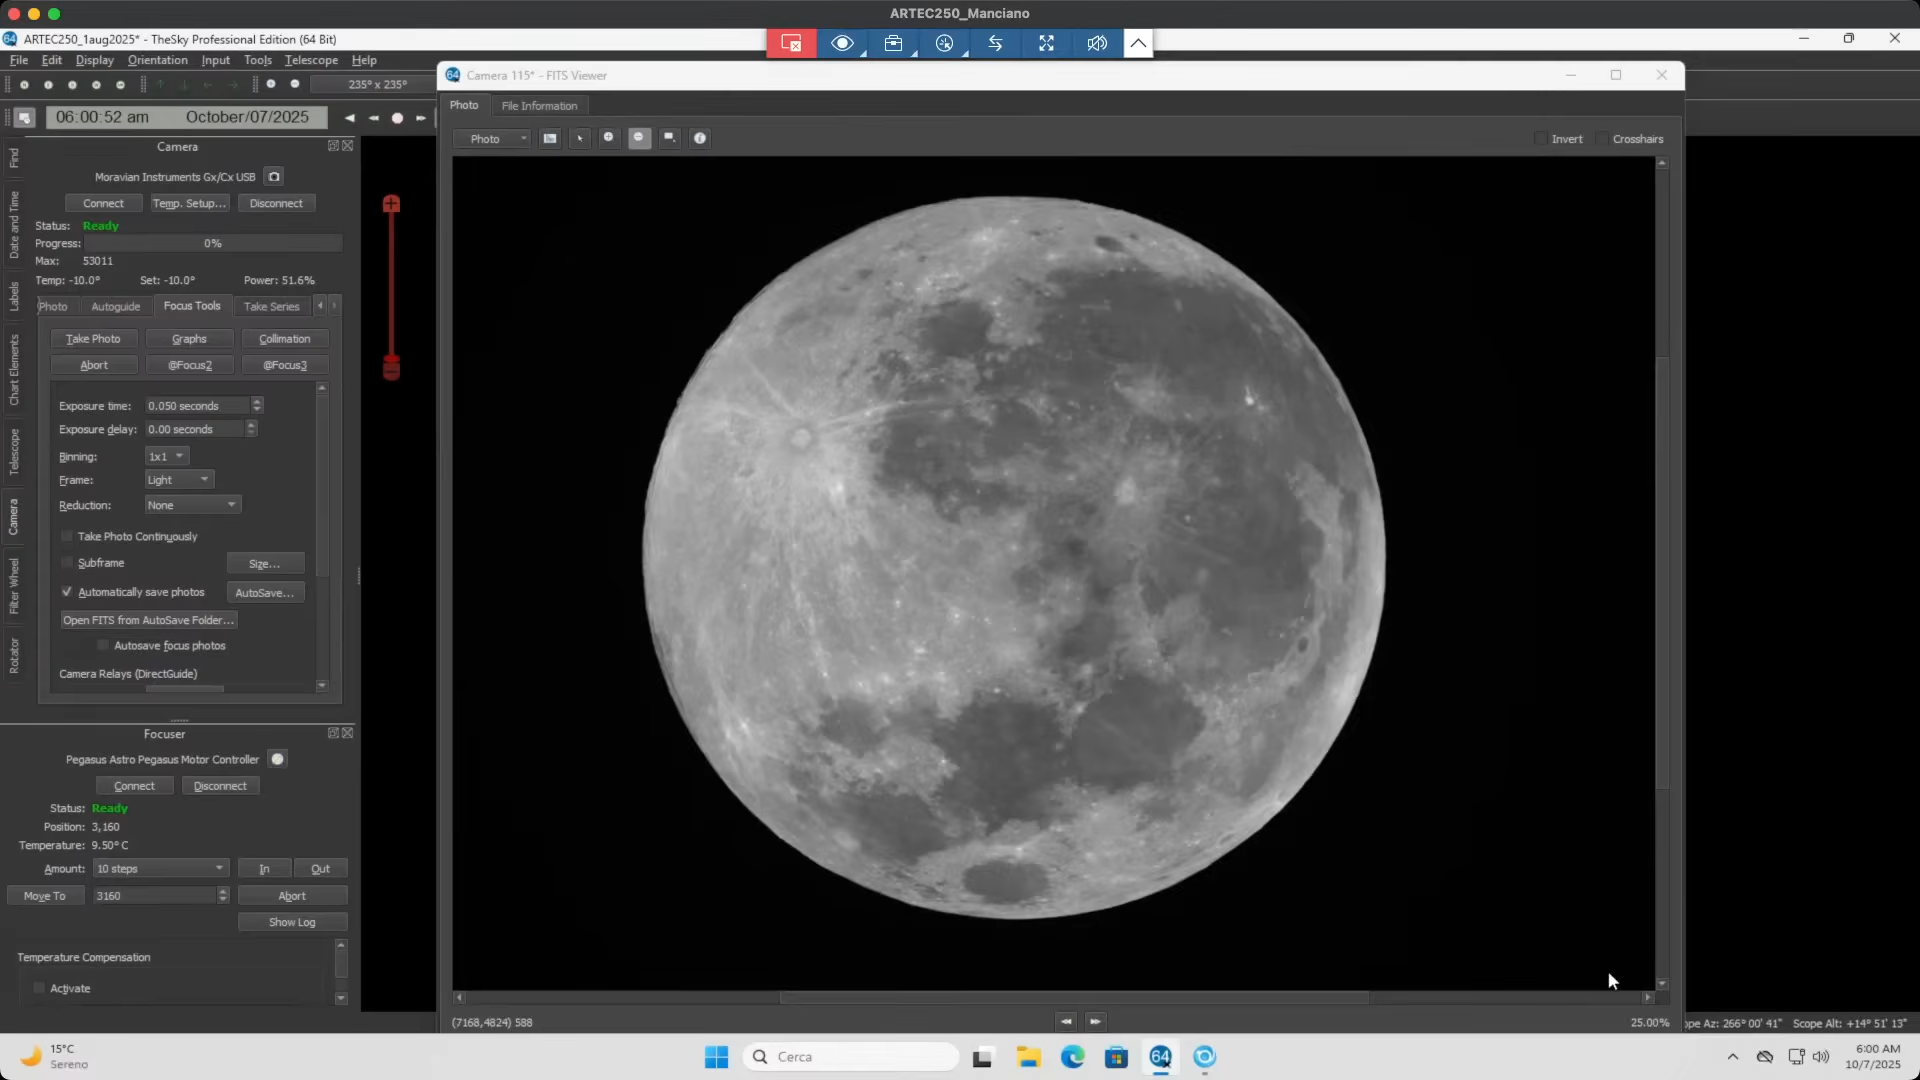 ARTEC250_Manciano
ARTEC250_1aug2025* - TheSky Professional Edition (64 Bit)
File Edit Display Orientation Input Tools Telescope Help
235° x 235°
06:00:52 am October/07/2025
Camera 115* - FITS Viewer
Photo File Information
Photo
Invert Crosshairs
Find
Date and Time
Labels
Chart Elements
Telescope
Camera
Filter Wheel
Rotator
Camera
Moravian Instruments Gx/Cx USB
Connect Temp. Setup... Disconnect
Status: Ready
Progress: 0%
Max: 53011
Temp: -10.0° Set: -10.0° Power: 51.6%
Photo Autoguide Focus Tools Take Series
Take Photo Graphs Collimation
Abort @Focus2 @Focus3
Exposure time: 0.050 seconds
Exposure delay: 0.00 seconds
Binning: 1x1
Frame: Light
Reduction: None
Take Photo Continuously
Subframe Size...
Automatically save photos AutoSave...
Open FITS from AutoSave Folder...
Autosave focus photos
Camera Relays (DirectGuide)
Focuser
Pegasus Astro Pegasus Motor Controller
Connect Disconnect
Status: Ready
Position: 3,160
Temperature: 9.50° C
Amount: 10 steps In Out
Move To 3160 Abort
Show Log
Temperature Compensation
Activate
(7168,4824) 588
25.00%
ope Az: 266° 00' 41" Scope Alt: +14° 51' 13"
15°C
Sereno
Cerca
64
6:00 AM
10/7/2025